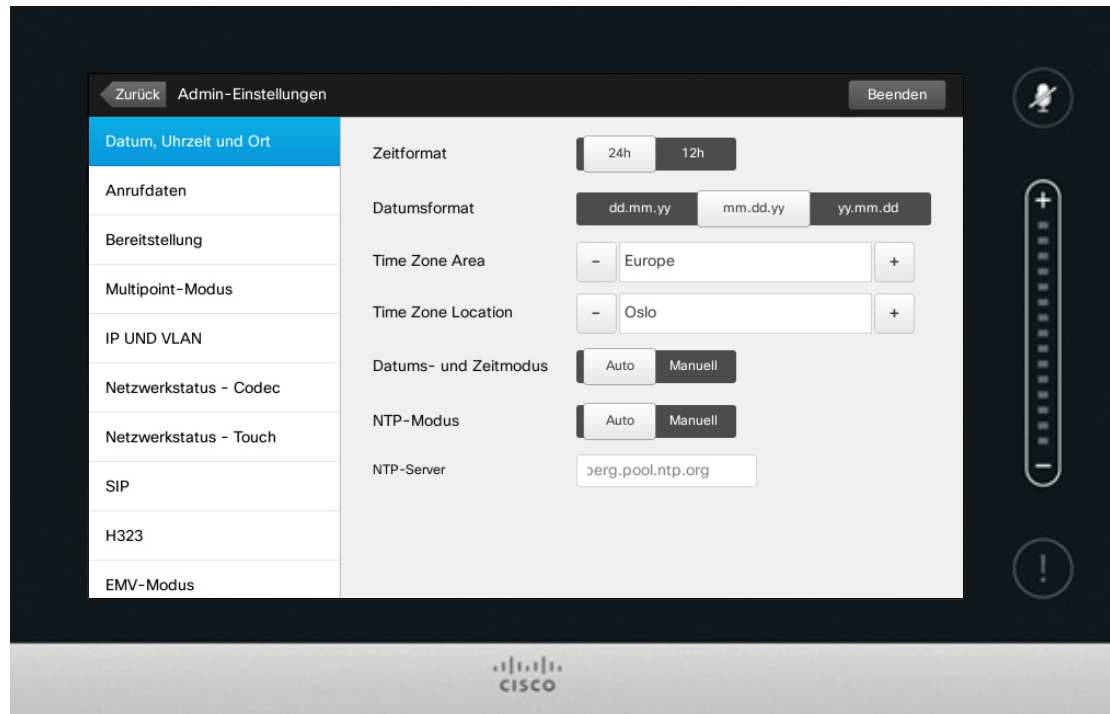 Zurück Admin-Einstellungen Beenden
Datum, Uhrzeit und Ort
Anrufdaten
Bereitstellung
Multipoint-Modus
IP UND VLAN
Netzwerkstatus - Codec
Netzwerkstatus - Touch
SIP
H323
EMV-Modus
Zeitformat 24h 12h
Datumsformat dd.mm.yy mm.dd.yy yy.mm.dd
Time Zone Area - Europe +
Time Zone Location - Oslo +
Datums- und Zeitmodus Auto Manuell
NTP-Modus Auto Manuell
NTP-Server berg.pool.ntp.org
+
-
!
CISCO